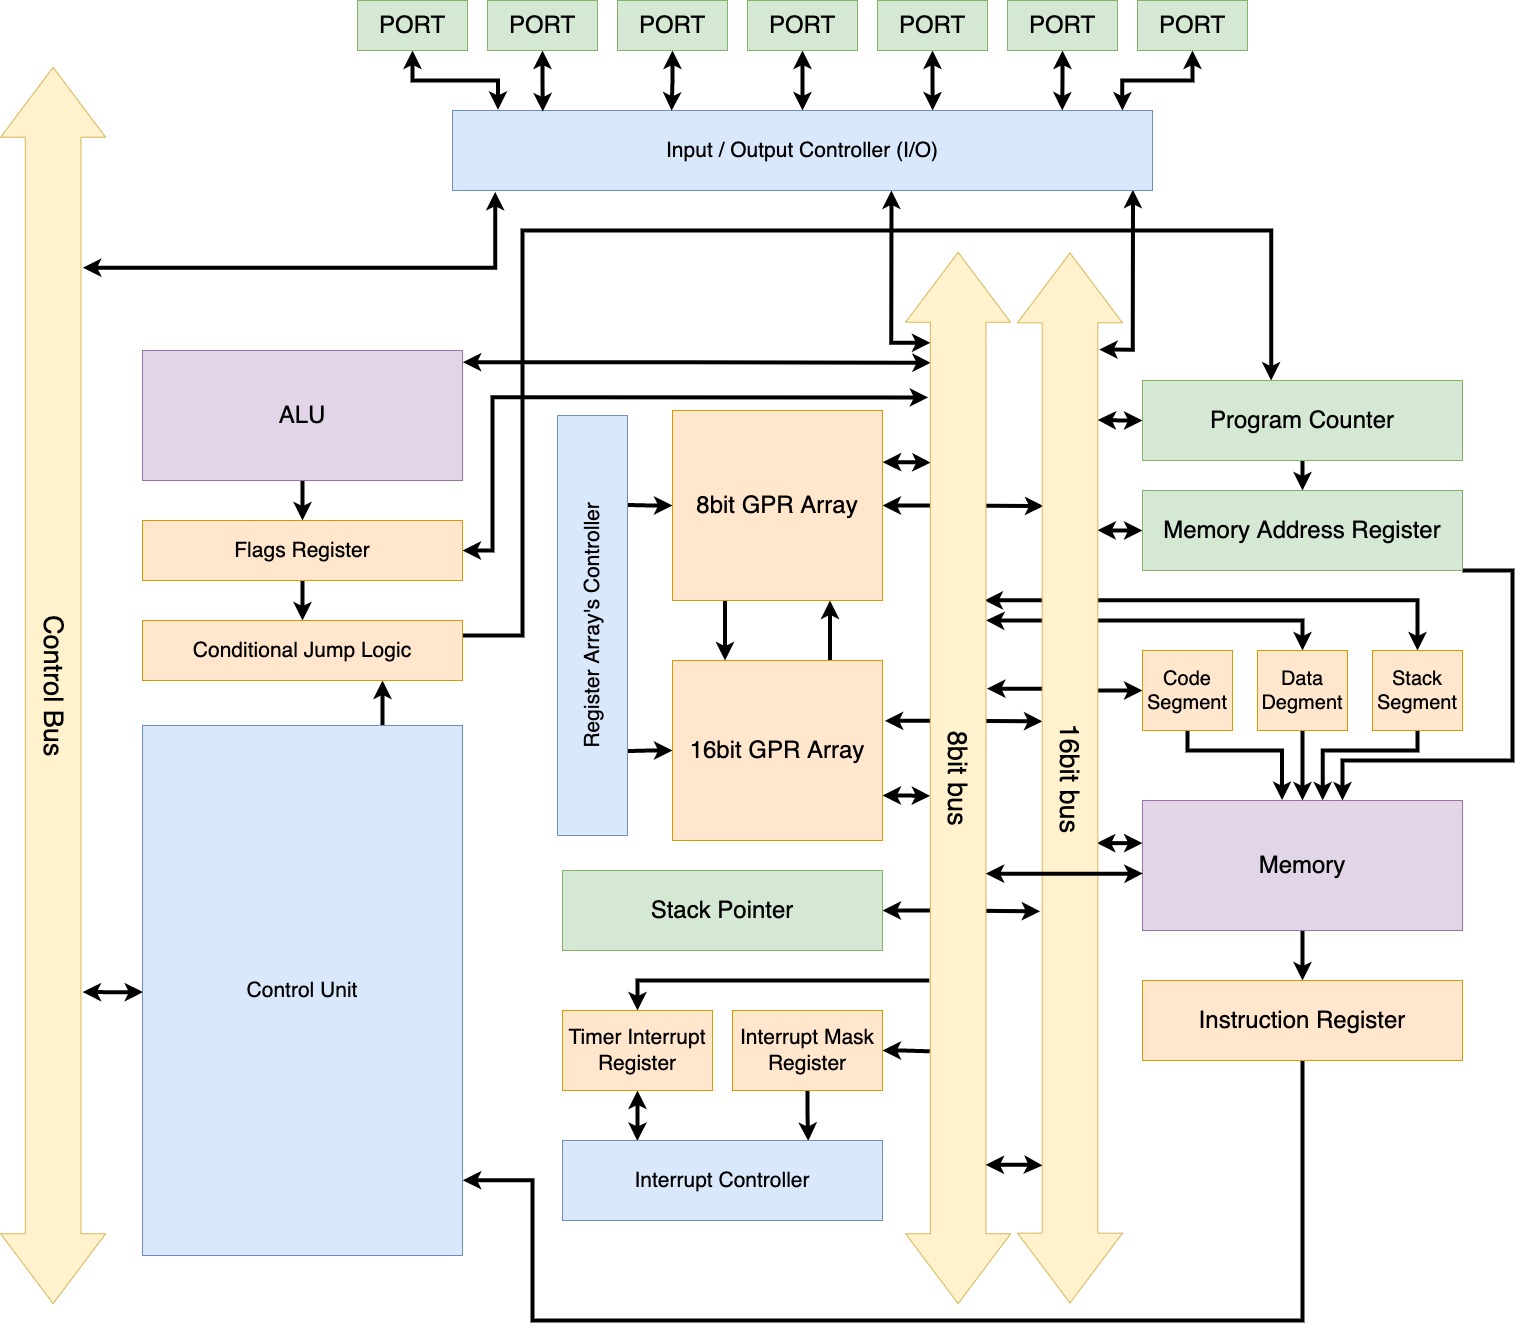 PORT
PORT
PORT
PORT
PORT
PORT
PORT
Input / Output Controller (I/O)
Control Bus
ALU
Flags Register
Conditional Jump Logic
Control Unit
Register Array's Controller
8bit GPR Array
16bit GPR Array
Stack Pointer
Timer Interrupt
Register
Interrupt Mask
Register
Interrupt Controller
8bit bus
16bit bus
Program Counter
Memory Address Register
Code
Segment
Data
Degment
Stack
Segment
Memory
Instruction Register